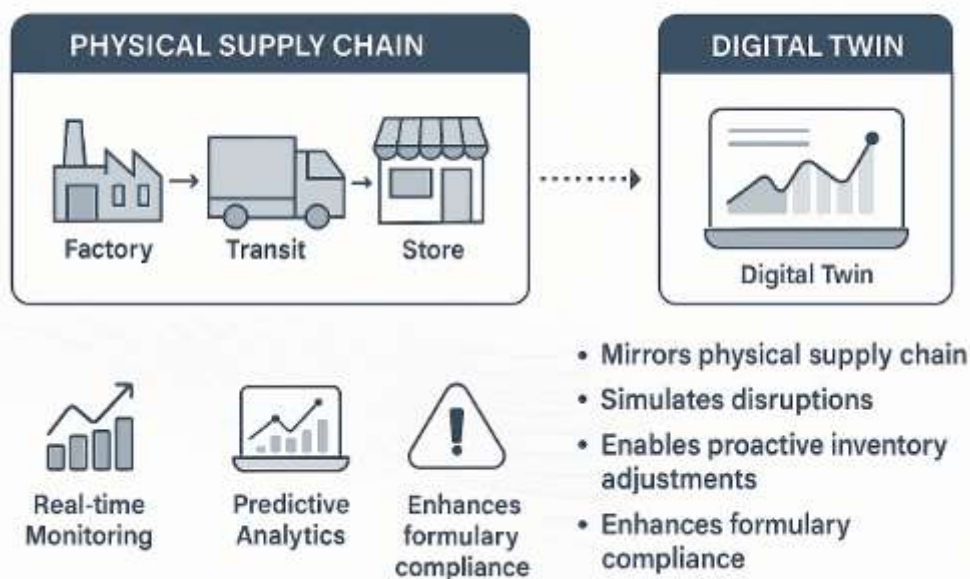 PHYSICAL SUPPLY CHAIN
Factory
Transit
Store
DIGITAL TWIN
Digital Twin
Real-time
Monitoring
Predictive
Analytics
Enhances
formulary
compliance
• Mirrors physical supply chain
• Simulates disruptions
• Enables proactive inventory
adjustments
• Enhances formulary
compliance